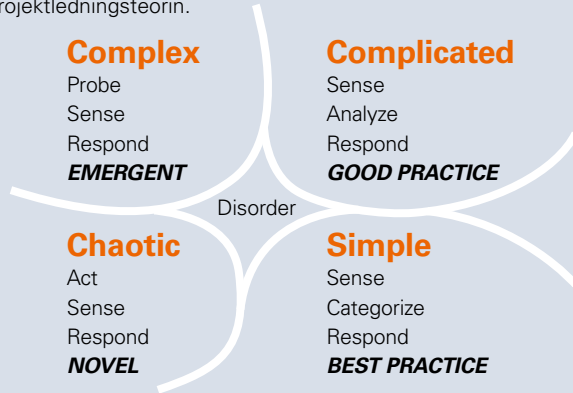 rojektledningsteorin.
Complex
Probe
Sense
Respond
EMERGENT
Complicated
Sense
Analyze
Respond
GOOD PRACTICE
Disorder
Chaotic
Act
Sense
Respond
NOVEL
Simple
Sense
Categorize
Respond
BEST PRACTICE